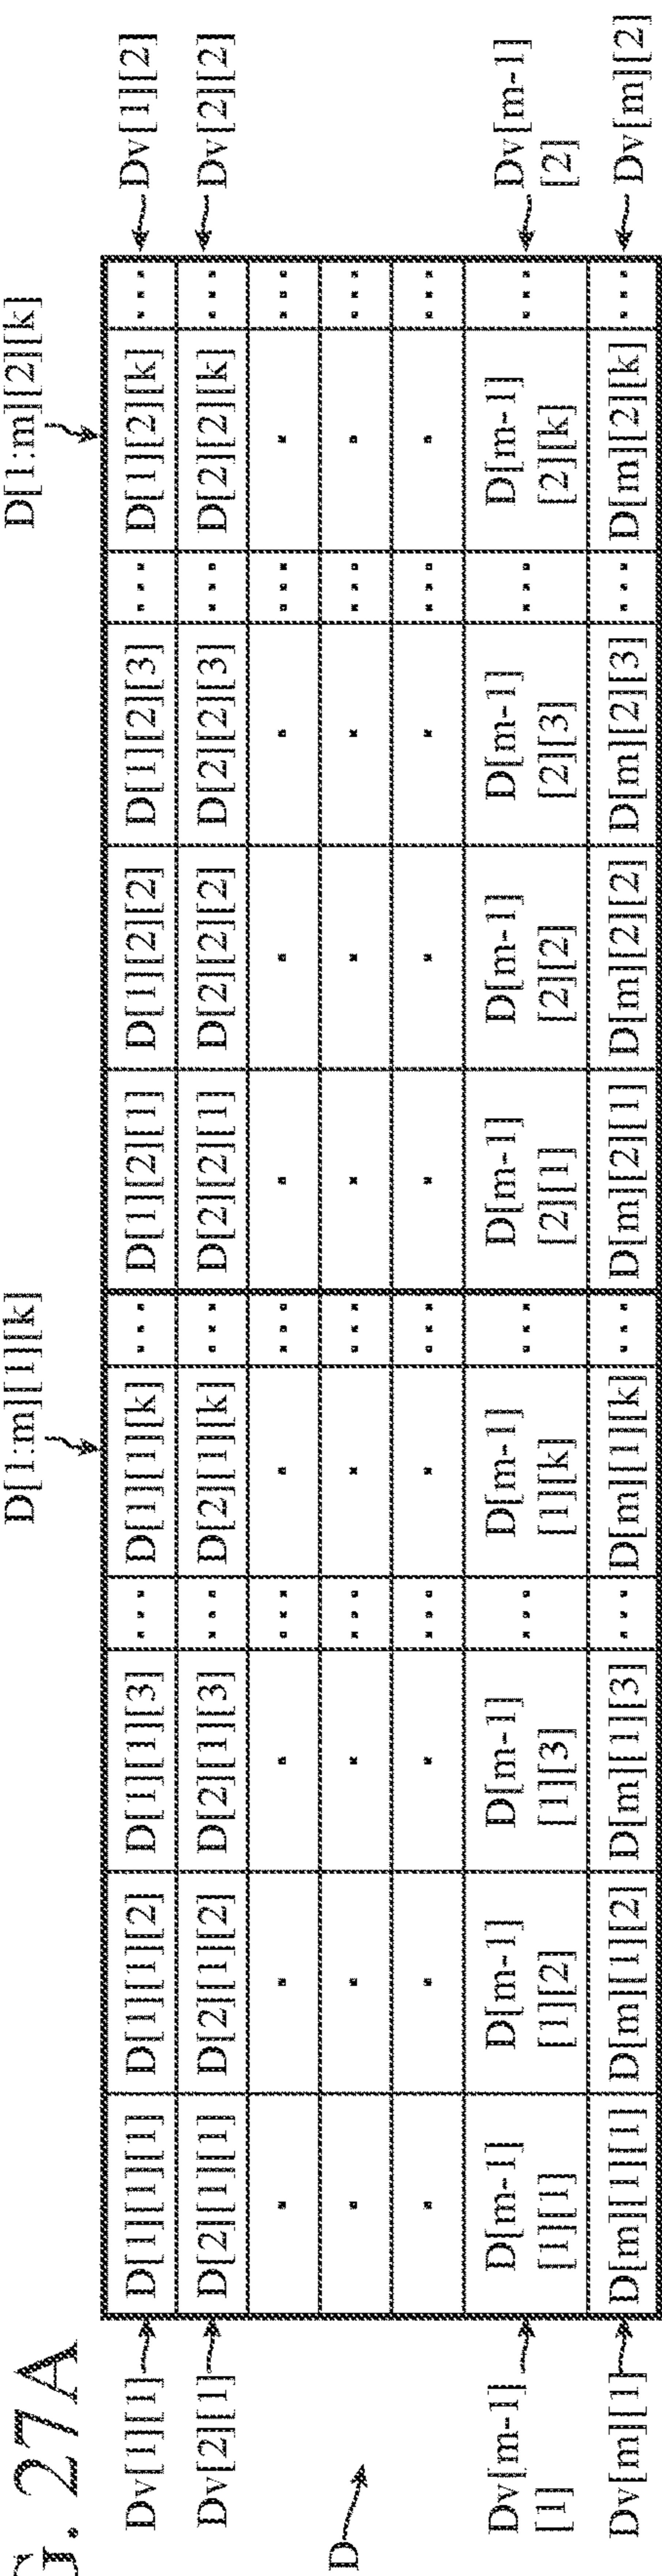 G. 27A
D[1:m][1][k]
D[1:m][2][k]
Dv[1][1]
D[1][1][1] D[1][1][2] D[1][1][3] ... D[1][1][k] ... D[1][2][1] D[1][2][2] D[1][2][3] ... D[1][2][k] ...
Dv[1][2]
Dv[2][1]
D[2][1][1] D[2][1][2] D[2][1][3] ... D[2][1][k] ... D[2][2][1] D[2][2][2] D[2][2][3] ... D[2][2][k] ...
Dv[2][2]
D
. . . ... . ... . . . ... . ...
. . . ... . ... . . . ... . ...
. . . ... . ... . . . ... . ...
Dv[m-1]
[1]
D[m-1] D[m-1] D[m-1] ... D[m-1] ... D[m-1] D[m-1] D[m-1] ... D[m-1] ...
[1][1] [1][2] [1][3] [1][k] [2][1] [2][2] [2][3] [2][k]
Dv[m-1]
[2]
Dv[m][1]
D[m][1][1] D[m][1][2] D[m][1][3] ... D[m][1][k] ... D[m][2][1] D[m][2][2] D[m][2][3] ... D[m][2][k] ...
Dv[m][2]